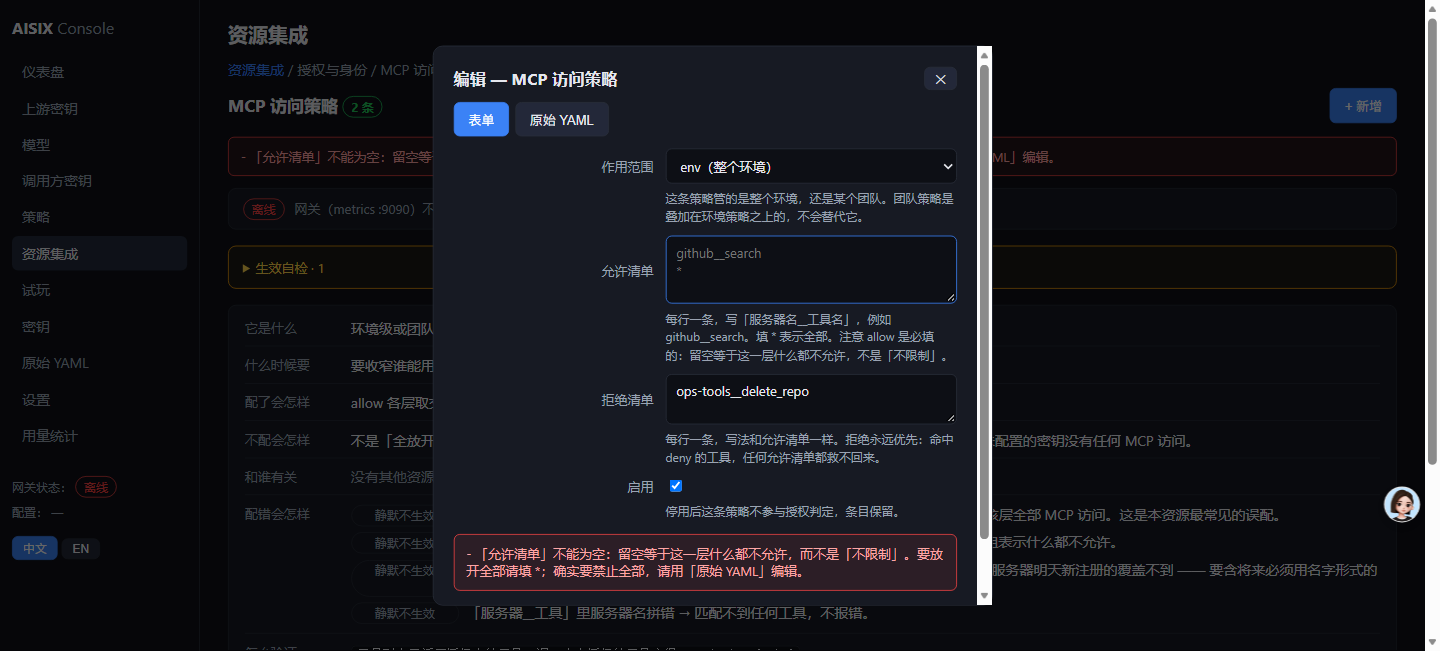 AISIX Console
仪表盘
上游密钥
模型
调用方密钥
策略
资源集成
试玩
密钥
原始 YAML
设置
用量统计
网关状态： 离线
配置： —
中文 EN
资源集成
资源集成 / 授权与身份 / MCP 访问
MCP 访问策略 2 条
+ 新增
- 「允许清单」不能为空：留空等
ML」编辑。
离线 网关（metrics :9090）不
▶ 生效自检 · 1
它是什么 环境级或团队
什么时候要 要收窄谁能用
配了会怎样 allow 各层取
不配会怎样 不是「全放开
配置的密钥没有任何 MCP 访问。
和谁有关 没有其他资源
配错会怎样 静默不生效
层全部 MCP 访问。这是本资源最常见的误配。
静默不生效
表示什么都不允许。
静默不生效
服务器明天新注册的覆盖不到 —— 要含将来必须用名字形式的
静默不生效 「服务器__工具」里服务器名拼错 → 匹配不到任何工具，不报错。
编辑 — MCP 访问策略
×
表单 原始 YAML
作用范围 env（整个环境）
这条策略管的是整个环境，还是某个团队。团队策略是
叠加在环境策略之上的，不会替代它。
允许清单
github__search
*
每行一条，写「服务器名__工具名」，例如
github__search。填 * 表示全部。注意 allow 是必填
的：留空等于这一层什么都不允许，不是「不限制」。
拒绝清单 ops-tools__delete_repo
每行一条，写法和允许清单一样。拒绝永远优先：命中
deny 的工具，任何允许清单都救不回来。
启用
停用后这条策略不参与授权判定，条目保留。
- 「允许清单」不能为空：留空等于这一层什么都不允许，而不是「不限制」。要放
开全部请填 *；确实要禁止全部，请用「原始 YAML」编辑。